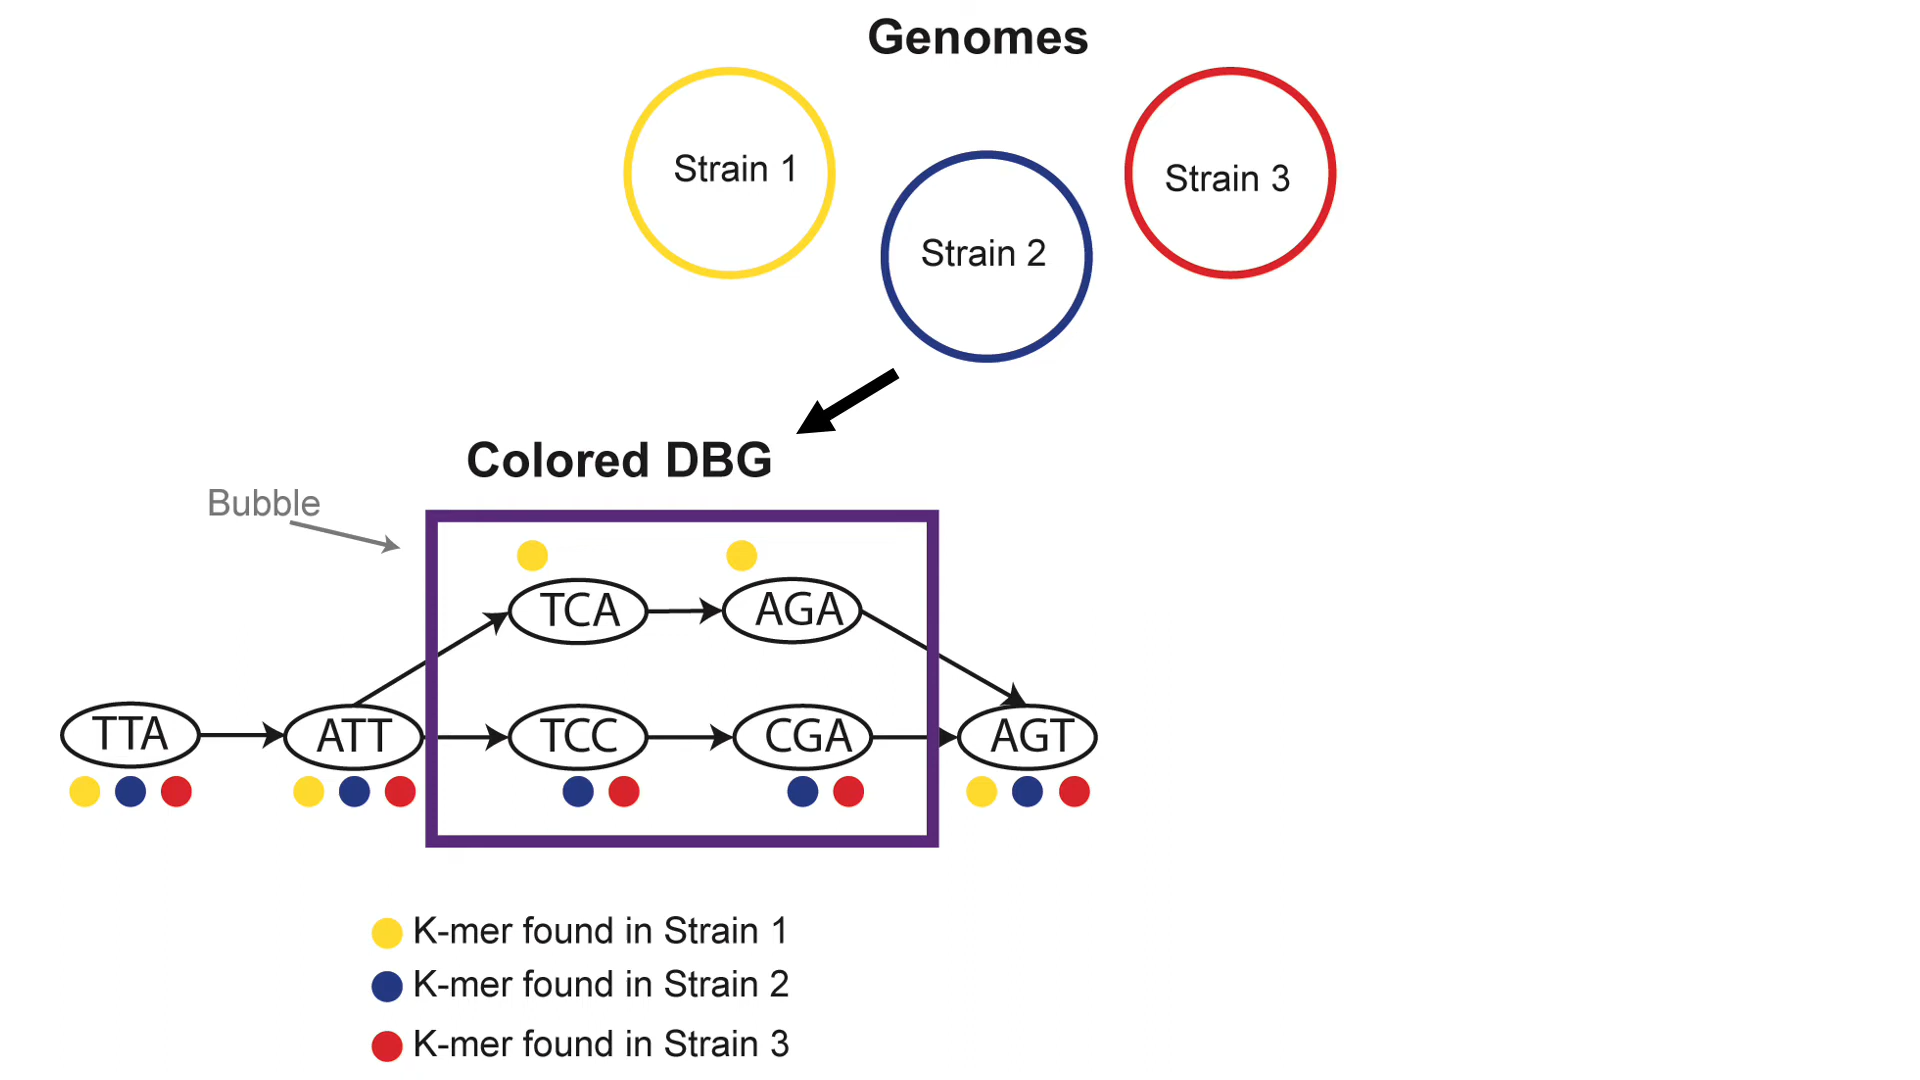 Genomes
Strain 1
Strain 2
Strain 3
Colored DBG
Bubble
TCA
AGA
TTA
ATT
TCC
CGA
AGT
K-mer found in Strain 1
K-mer found in Strain 2
K-mer found in Strain 3